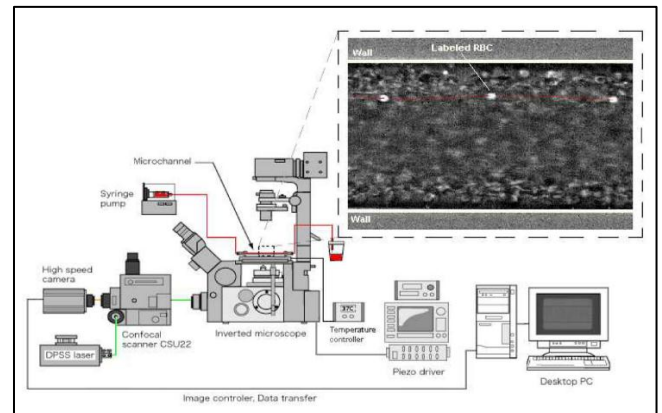 Wall
Labeled RBC
Wall
Microchannel
Syringe
pump
High speed
camera
Confocal
scanner CSU22
DPSS laser
Inverted microscope
37C
Temperature
controller
Piezo driver
Desktop PC
Image controler, Data transfer